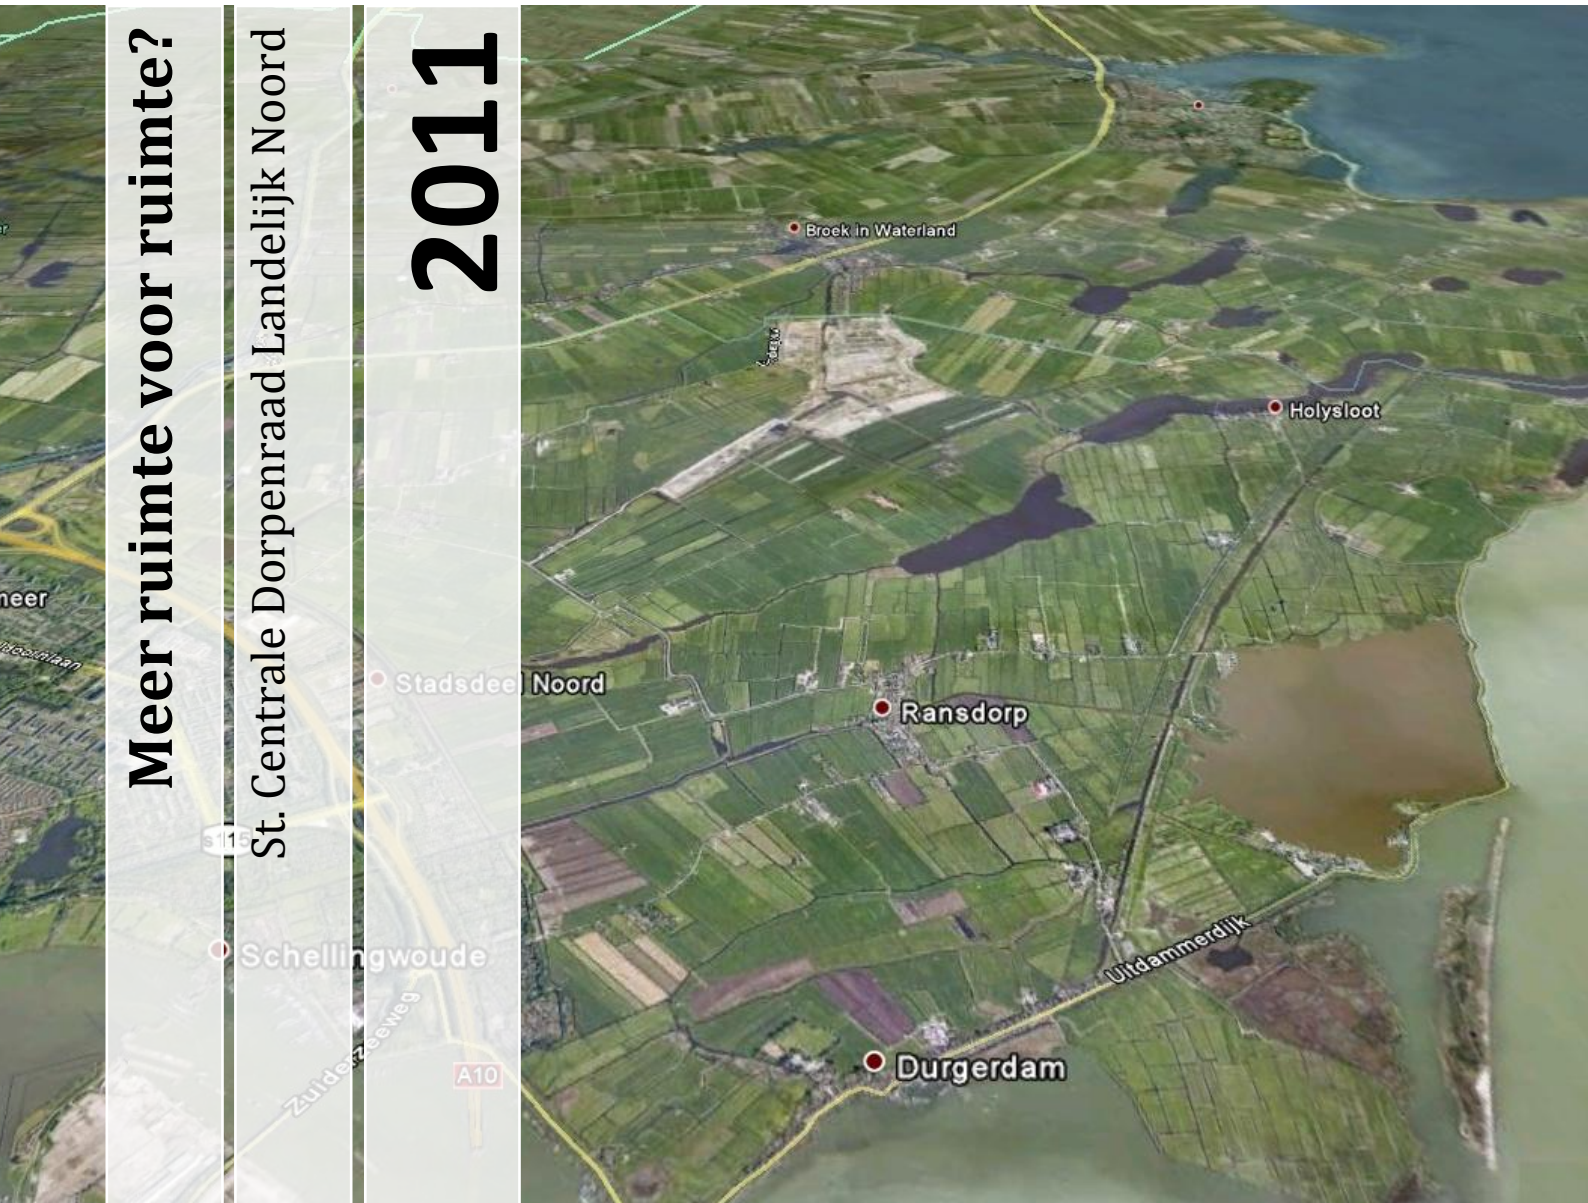 Meer ruimte voor ruimte?
St. Centrale Dorpenraad Landelijk Noord
2011
Broek in Waterland
Holysloot
Stadsdeel Noord
Ransdorp
s115
Schellingwoude
Uitdammerdijk
Zuiderzeeweg
A10
Durgerdam